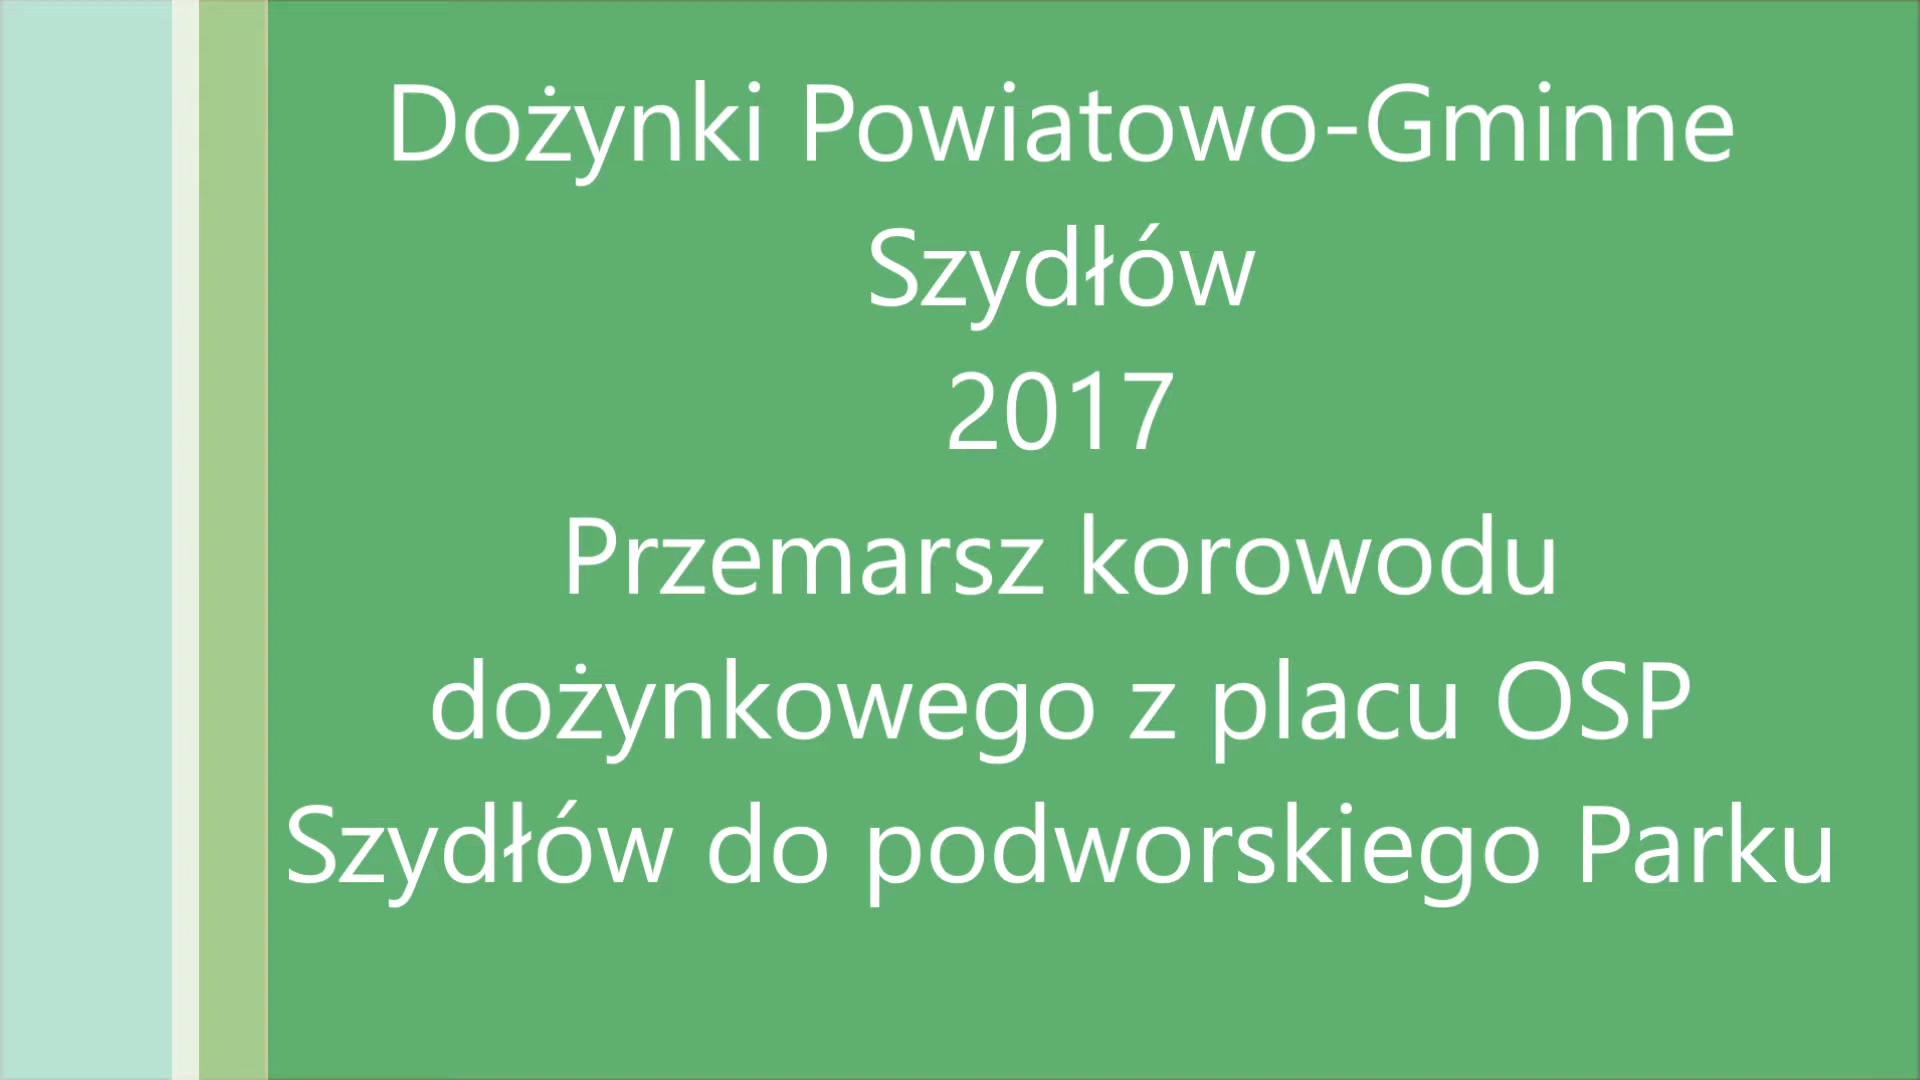 Dożynki Powiatowo-Gminne
Szydłów
2017
Przemarsz korowodu
dożynkowego z placu OSP
Szydłów do podworskiego Parku